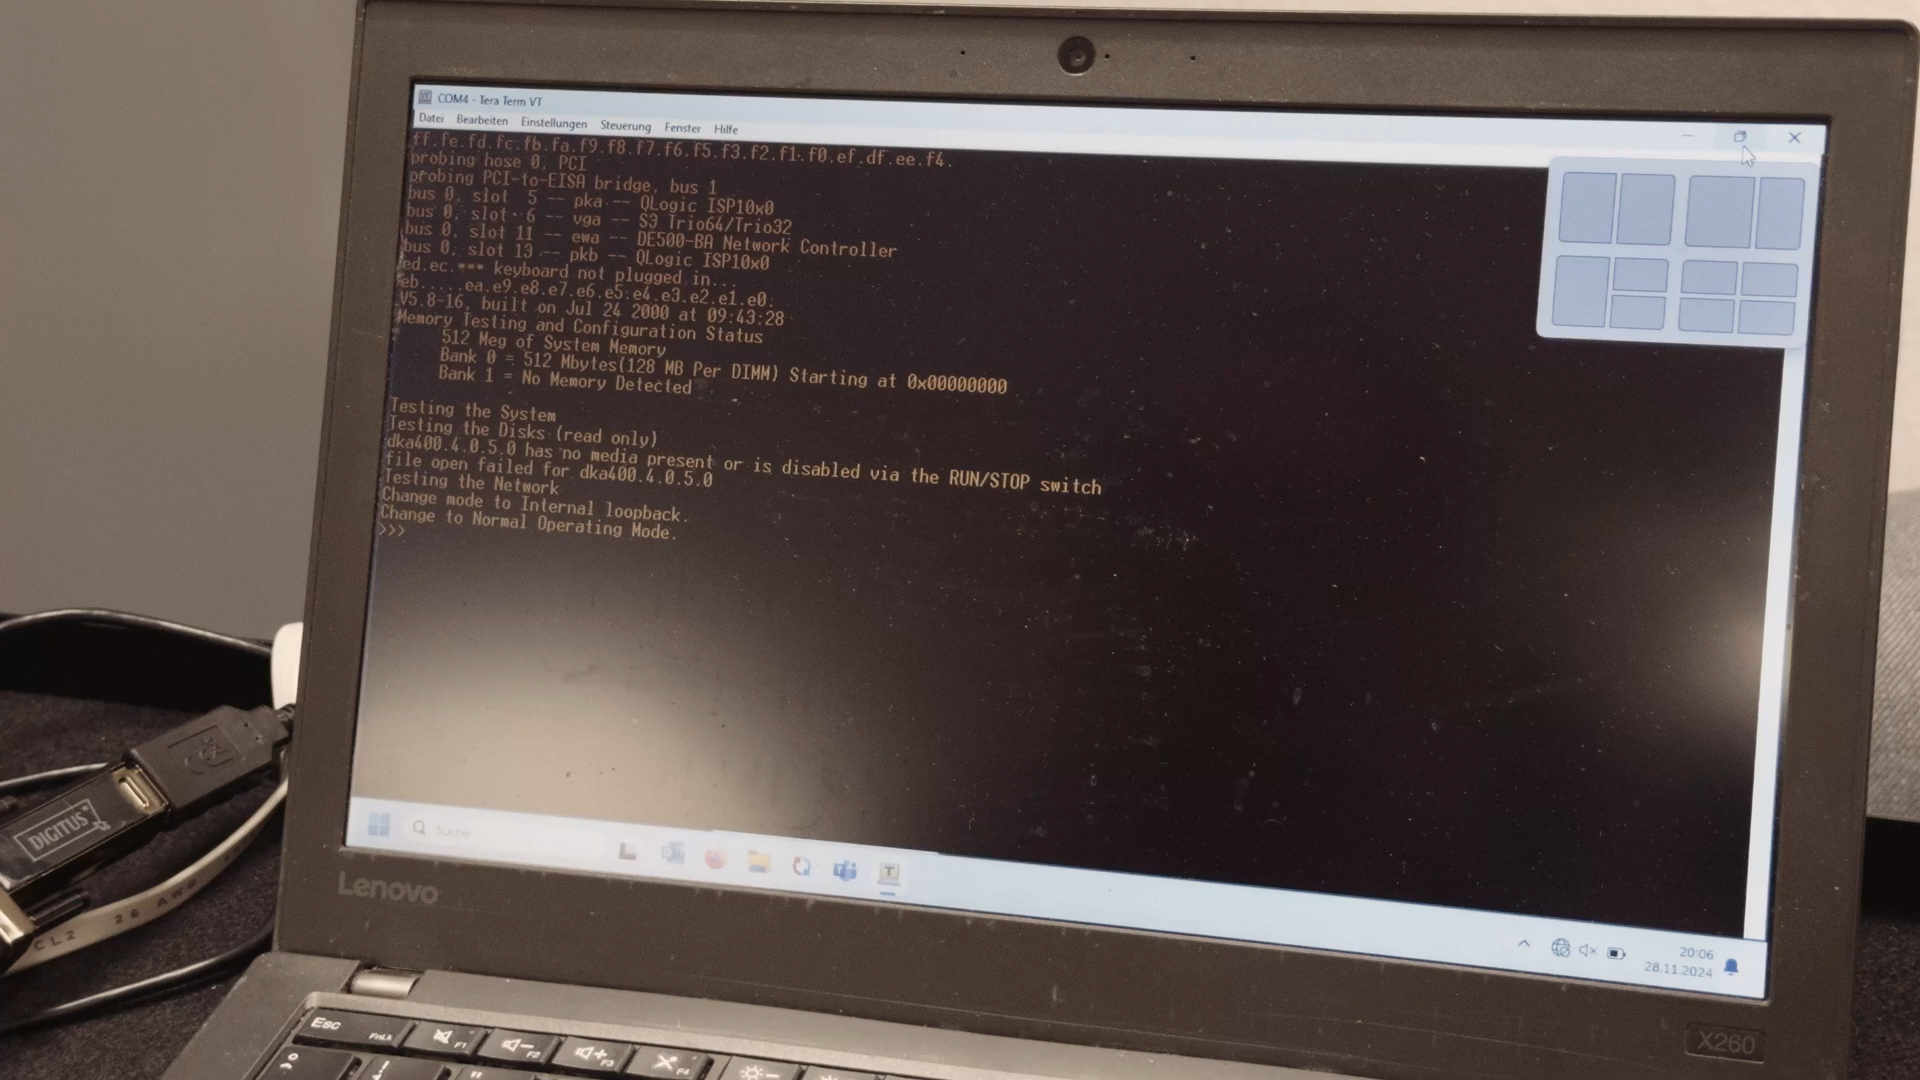 COM4 - Tera Term VT
Datei Bearbeiten Einstellungen Steuerung Fenster Hilfe
ff.fe.fd.fc.fb.fa.f9.f8.f7.f6.f5.f3.f2.f1.f0.ef.df.ee.f4.
probing hose 0, PCI
probing PCI-to-EISA bridge, bus 1
bus 0, slot 5 -- pka -- QLogic ISP10x0
bus 0, slot 6 -- vga -- S3 Trio64/Trio32
bus 0, slot 11 -- ewa -- DE500-BA Network Controller
bus 0, slot 13 -- pkb -- QLogic ISP10x0
ed.ec.*** keyboard not plugged in...
eb.....ea.e9.e8.e7.e6.e5.e4.e3.e2.e1.e0.
V5.8-16, built on Jul 24 2000 at 09:43:28
Memory Testing and Configuration Status
512 Meg of System Memory
Bank 0 = 512 Mbytes(128 MB Per DIMM) Starting at 0x00000000
Bank 1 = No Memory Detected
Testing the System
Testing the Disks (read only)
dka400.4.0.5.0 has no media present or is disabled via the RUN/STOP switch
file open failed for dka400.4.0.5.0
Testing the Network
Change mode to Internal loopback.
Change to Normal Operating Mode.
>>>
Suche
20:06
28.11.2024
Lenovo
X260
DIGITUS
CL2 26 AWG
Esc
FnLk
F1
F2
F3
F4